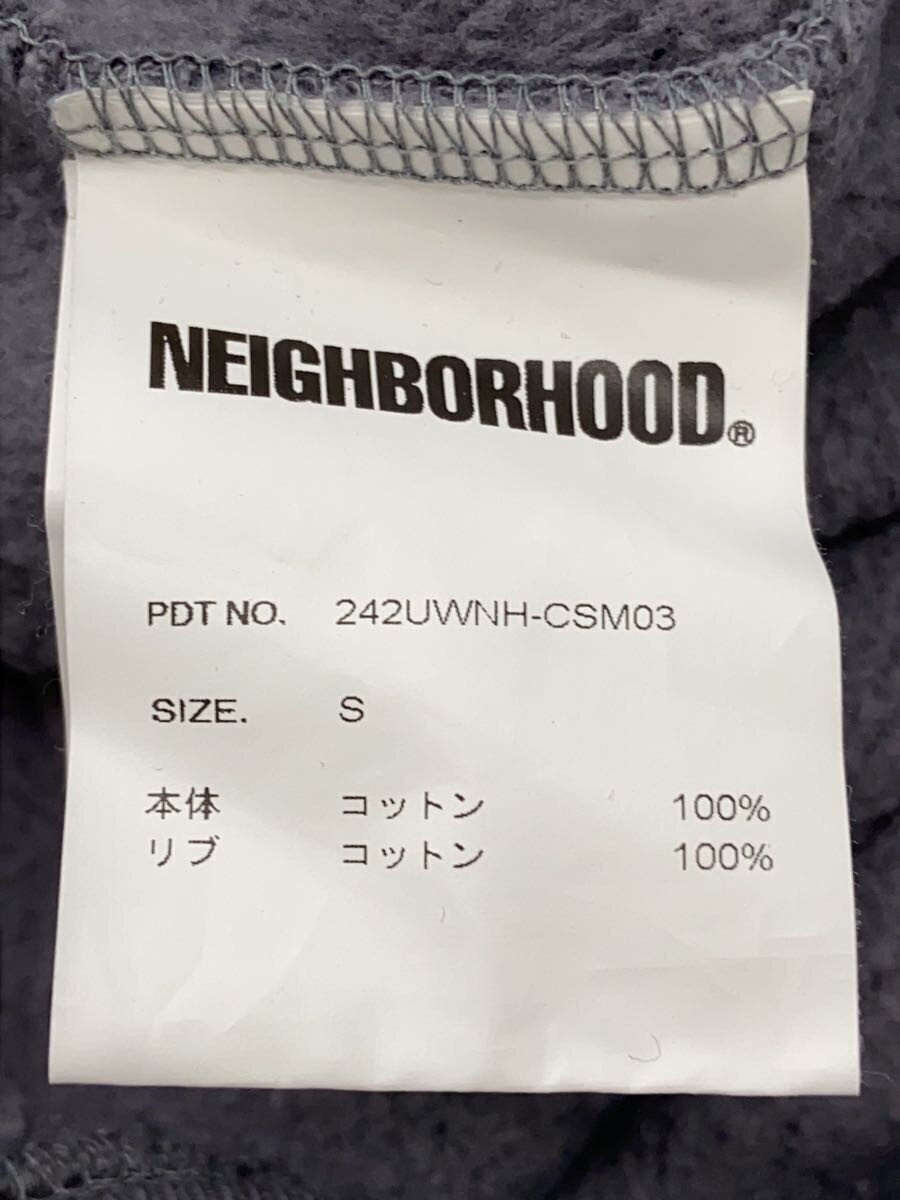 NEIGHBORHOOD®
PDT NO. 242UWNH-CSM03
SIZE. S
本体 コットン 100%
リブ コットン 100%